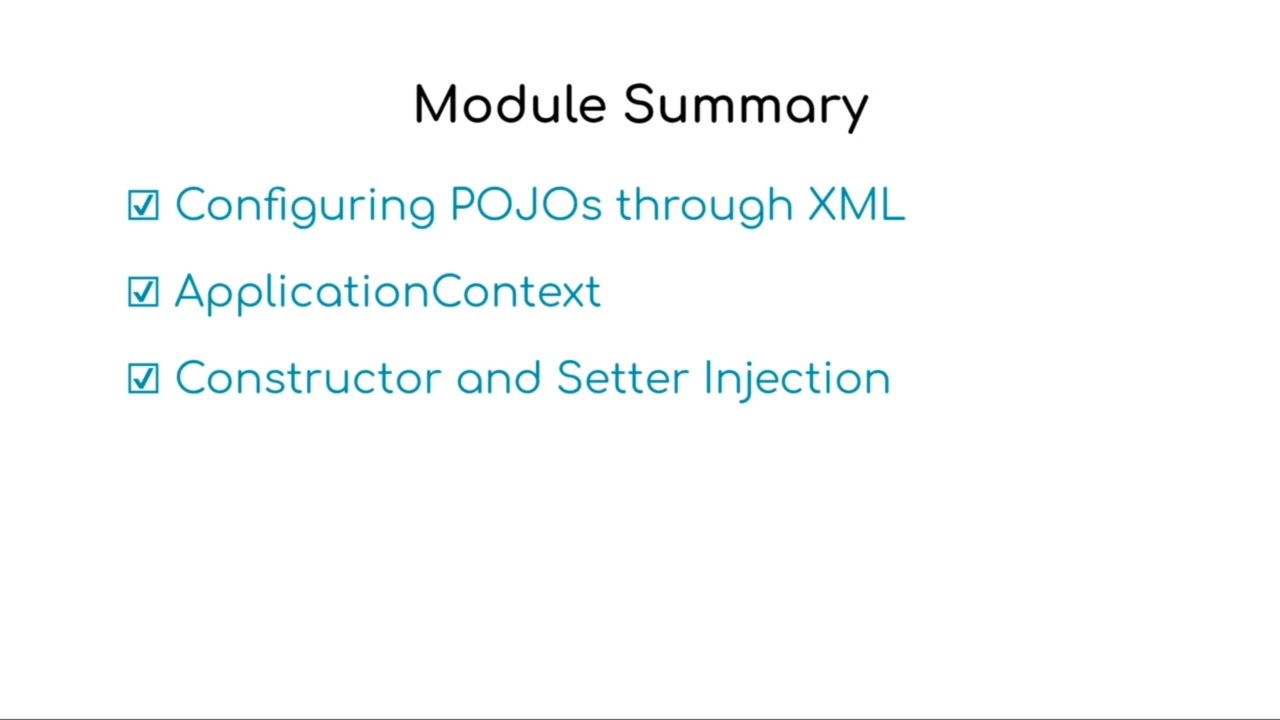 Module Summary
☑ Configuring POJOs through XML
☑ ApplicationContext
☑ Constructor and Setter Injection